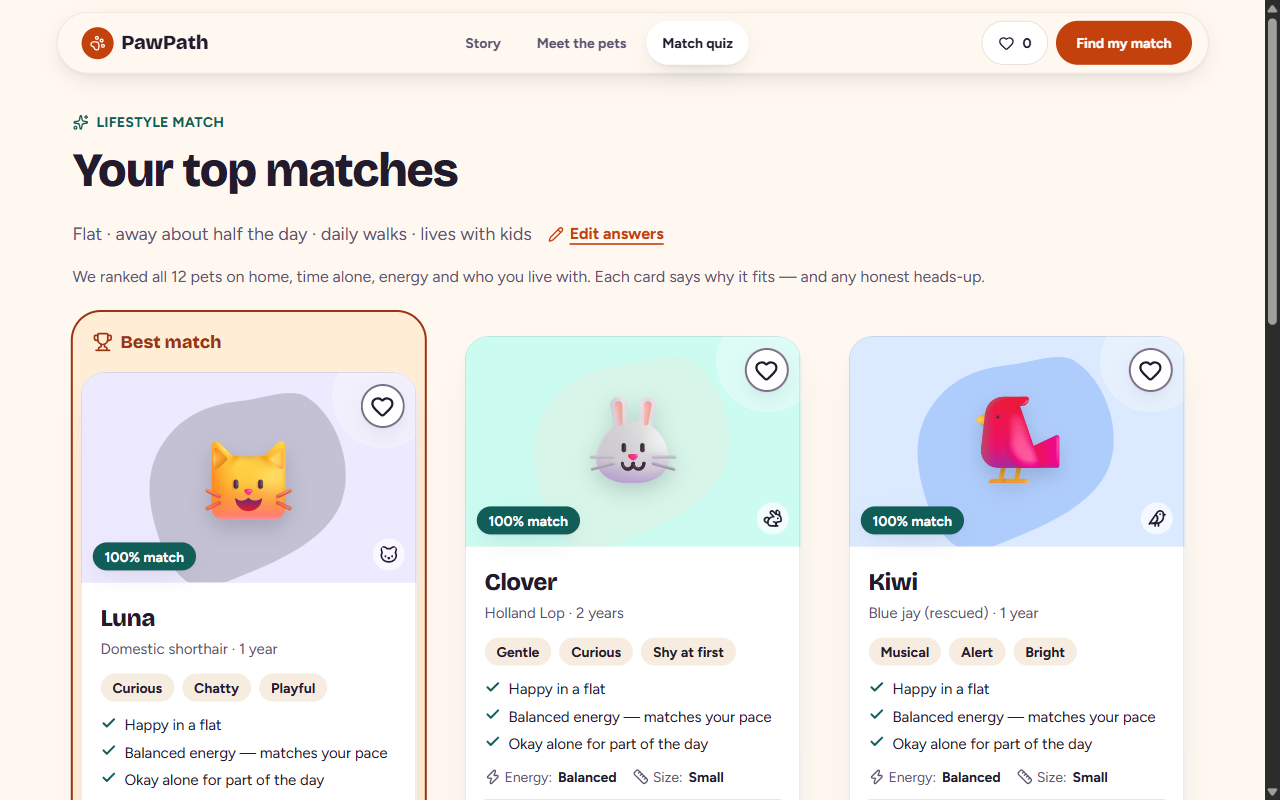 PawPath
Story
Meet the pets
Match quiz
0
Find my match
LIFESTYLE MATCH
Your top matches
Flat · away about half the day · daily walks · lives with kids
Edit answers
We ranked all 12 pets on home, time alone, energy and who you live with. Each card says why it fits — and any honest heads-up.
Best match
100% match
Luna
Domestic shorthair · 1 year
Curious
Chatty
Playful
Happy in a flat
Balanced energy — matches your pace
Okay alone for part of the day
100% match
Clover
Holland Lop · 2 years
Gentle
Curious
Shy at first
Happy in a flat
Balanced energy — matches your pace
Okay alone for part of the day
Energy: Balanced
Size: Small
100% match
Kiwi
Blue jay (rescued) · 1 year
Musical
Alert
Bright
Happy in a flat
Balanced energy — matches your pace
Okay alone for part of the day
Energy: Balanced
Size: Small